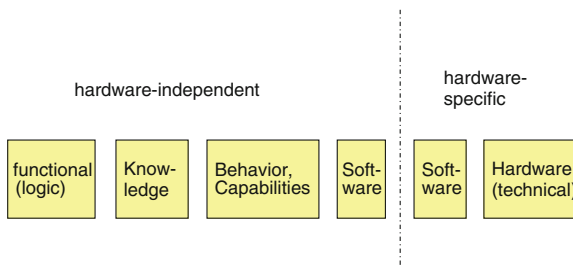 hardware-independent
hardware-
specific
functional
(logic)
Know-
ledge
Behavior,
Capabilities
Soft-
ware
Soft-
ware
Hardware
(technical)